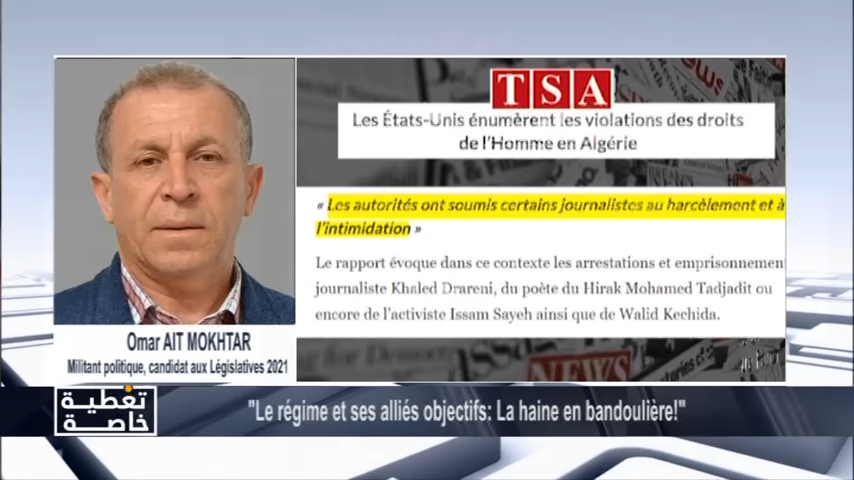 TSA
Les États-Unis énumèrent les violations des droits
de l'Homme en Algérie
« Les autorités ont soumis certains journalistes au harcèlement et à
l'intimidation »
Le rapport évoque dans ce contexte les arrestations et emprisonnemen
journaliste Khaled Drareni, du poète du Hirak Mohamed Tadjadit ou
encore de l'activiste Issam Sayeh ainsi que de Walid Kechida.
NEWS
Omar AIT MOKHTAR
Militant politique, candidat aux Législatives 2021
تغطية
خاصة
"Le régime et ses alliés objectifs: La haine en bandoulière!"